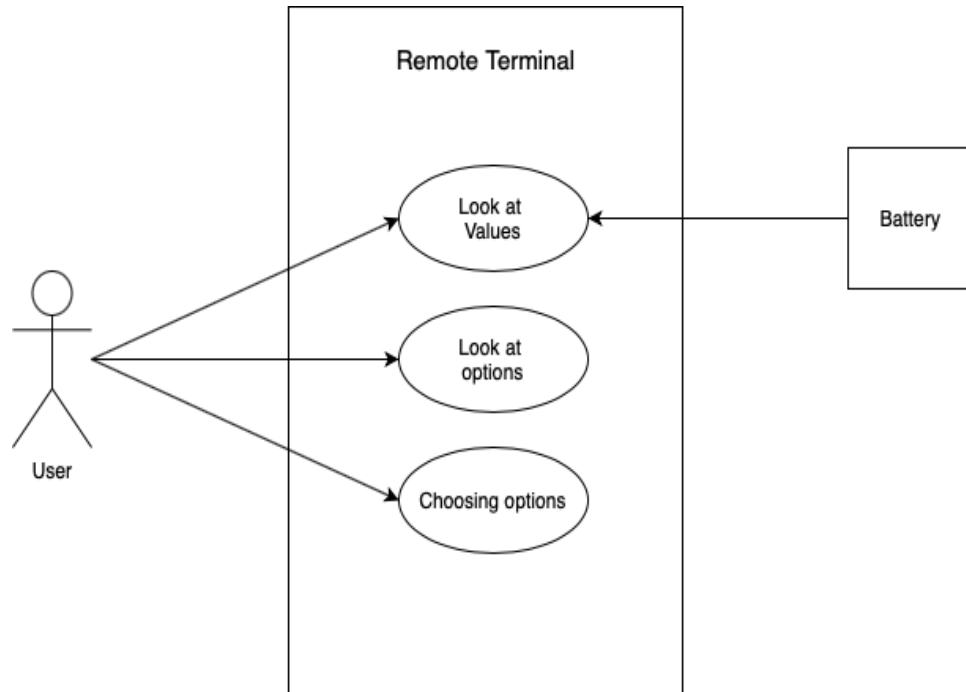 Remote Terminal
Look at
Values
Battery
Look at
options
User
Choosing options